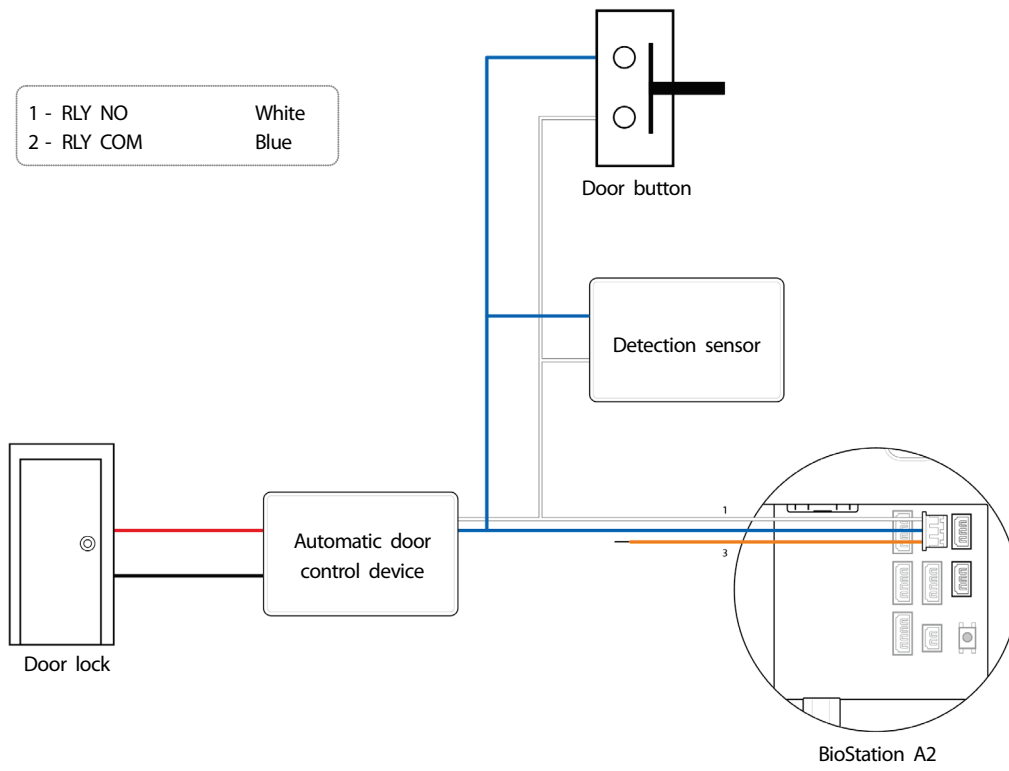 1 - RLY NO White
2 - RLY COM Blue
Door button
Detection sensor
1
Automatic door
control device
3
Door lock
BioStation A2